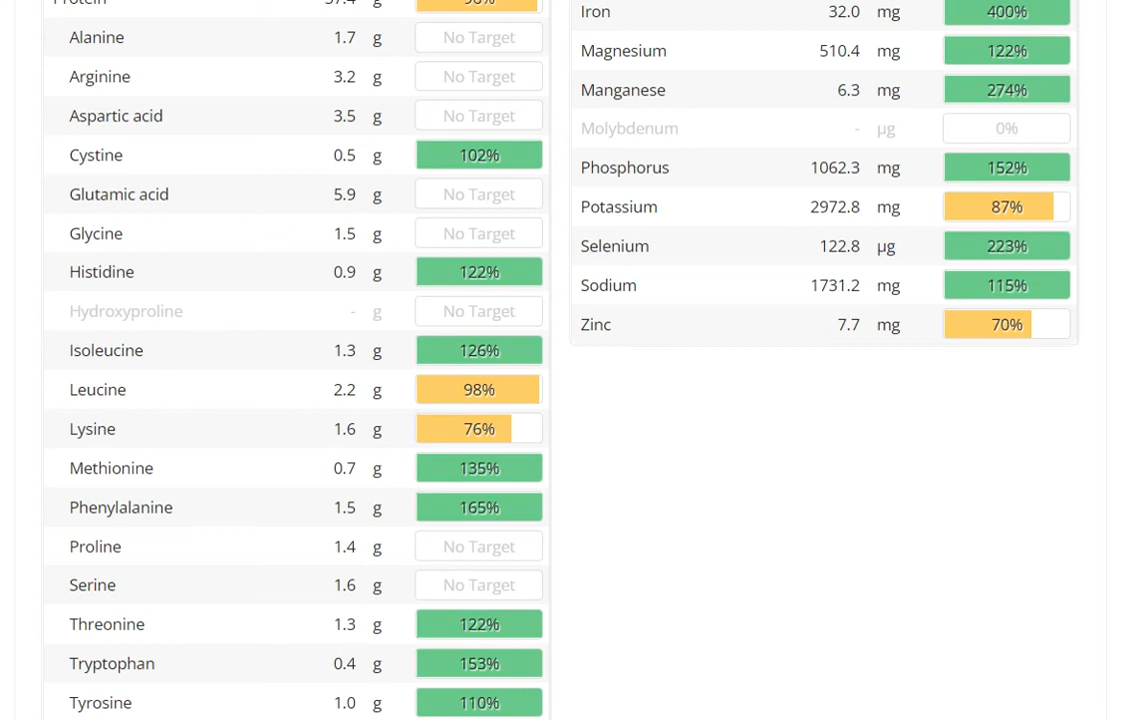 Protein 57.4 g 98%
Alanine 1.7 g No Target
Arginine 3.2 g No Target
Aspartic acid 3.5 g No Target
Cystine 0.5 g 102%
Glutamic acid 5.9 g No Target
Glycine 1.5 g No Target
Histidine 0.9 g 122%
Hydroxyproline - g No Target
Isoleucine 1.3 g 126%
Leucine 2.2 g 98%
Lysine 1.6 g 76%
Methionine 0.7 g 135%
Phenylalanine 1.5 g 165%
Proline 1.4 g No Target
Serine 1.6 g No Target
Threonine 1.3 g 122%
Tryptophan 0.4 g 153%
Tyrosine 1.0 g 110%
Iron 32.0 mg 400%
Magnesium 510.4 mg 122%
Manganese 6.3 mg 274%
Molybdenum - µg 0%
Phosphorus 1062.3 mg 152%
Potassium 2972.8 mg 87%
Selenium 122.8 µg 223%
Sodium 1731.2 mg 115%
Zinc 7.7 mg 70%